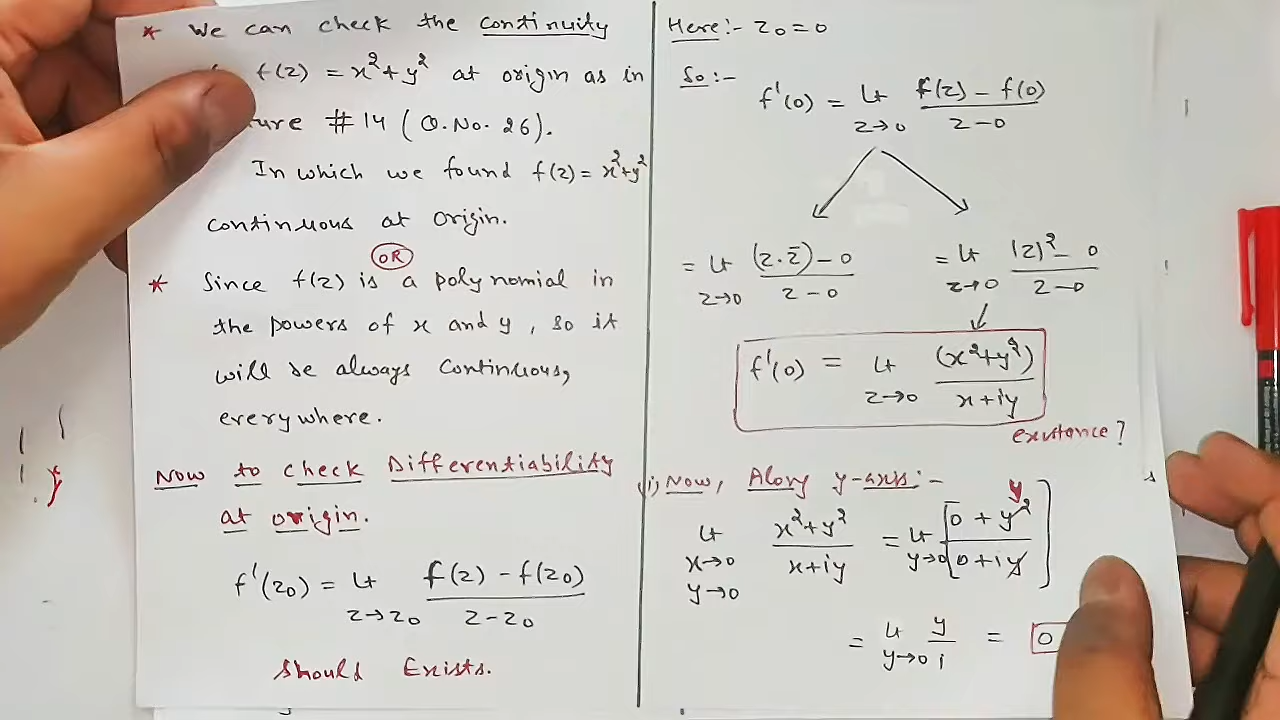 * We can check the continuity
f(z) = x²+y² at origin as in
ture #14 (Q.No. 26).
In which we found f(z) = x²+y²
continuous at origin.
OR
* Since f(z) is a polynomial in
the powers of x and y, so it
will be always continuous,
everywhere.
Now to check Differentiability
at origin.
f'(z₀) = Lt f(z) - f(z₀)
z→z₀ z-z₀
Should Exists.
Here:- z₀=0
So:-
f'(0) = Lt f(z) - f(0)
z→0 z-0
= Lt (z·z̄)-0
z→0 z-0
= Lt |z|²- 0
z→0 z-0
f'(0) = Lt (x²+y²)
z→0 x+iy
existance?
i) Now, Along y-axis:-
y
Lt x²+y² = Lt [0 + y²]
x→0 x+iy y→0 [0+iy]
y→0
= Lt y = 0
y→0 i